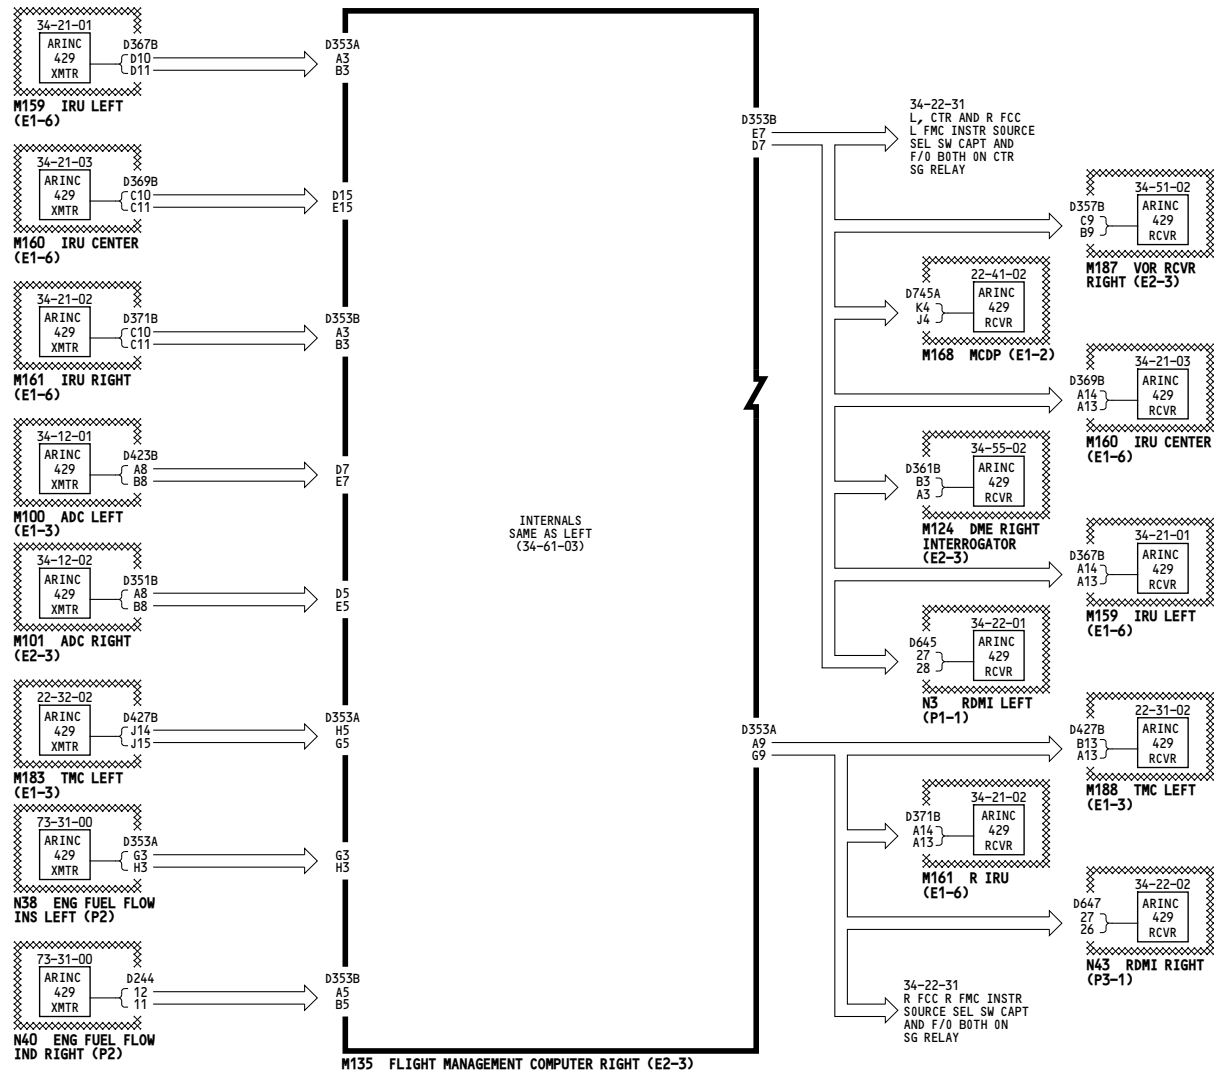 34-21-01
ARINC
429
XMTR
D367B
D10
D11
M159 IRU LEFT
(E1-6)
34-21-03
ARINC
429
XMTR
D369B
C10
C11
M160 IRU CENTER
(E1-6)
34-21-02
ARINC
429
XMTR
D371B
C10
C11
M161 IRU RIGHT
(E1-6)
34-12-01
ARINC
429
XMTR
D423B
A8
B8
M100 ADC LEFT
(E1-3)
34-12-02
ARINC
429
XMTR
D351B
A8
B8
M101 ADC RIGHT
(E2-3)
22-32-02
ARINC
429
XMTR
D427B
J14
J15
M183 TMC LEFT
(E1-3)
73-31-00
ARINC
429
XMTR
D353A
G3
H3
N38 ENG FUEL FLOW
INS LEFT (P2)
73-31-00
ARINC
429
XMTR
D244
12
11
N40 ENG FUEL FLOW
IND RIGHT (P2)
D353A
A3
B3
D15
E15
D353B
A3
B3
D7
E7
D5
E5
D353A
H5
G5
G3
H3
D353B
A5
B5
INTERNALS
SAME AS LEFT
(34-61-03)
M135 FLIGHT MANAGEMENT COMPUTER RIGHT (E2-3)
D353B
E7
D7
D353A
A9
G9
34-22-31
L, CTR AND R FCC
L FMC INSTR SOURCE
SEL SW CAPT AND
F/O BOTH ON CTR
SG RELAY
34-51-02
D357B
C9
B9
ARINC
429
RCVR
M187 VOR RCVR
RIGHT (E2-3)
22-41-02
D745A
K4
J4
ARINC
429
RCVR
M168 MCDP (E1-2)
34-21-03
D369B
A14
A13
ARINC
429
RCVR
M160 IRU CENTER
(E1-6)
34-55-02
D361B
B3
A3
ARINC
429
RCVR
M124 DME RIGHT
INTERROGATOR
(E2-3)
34-21-01
D367B
A14
A13
ARINC
429
RCVR
M159 IRU LEFT
(E1-6)
34-22-01
D645
27
28
ARINC
429
RCVR
N3 RDMI LEFT
(P1-1)
22-31-02
D427B
B13
A13
ARINC
429
RCVR
M188 TMC LEFT
(E1-3)
34-21-02
D371B
A14
A13
ARINC
429
RCVR
M161 R IRU
(E1-6)
34-22-02
D647
27
26
ARINC
429
RCVR
N43 RDMI RIGHT
(P3-1)
34-22-31
R FCC R FMC INSTR
SOURCE SEL SW CAPT
AND F/O BOTH ON
SG RELAY